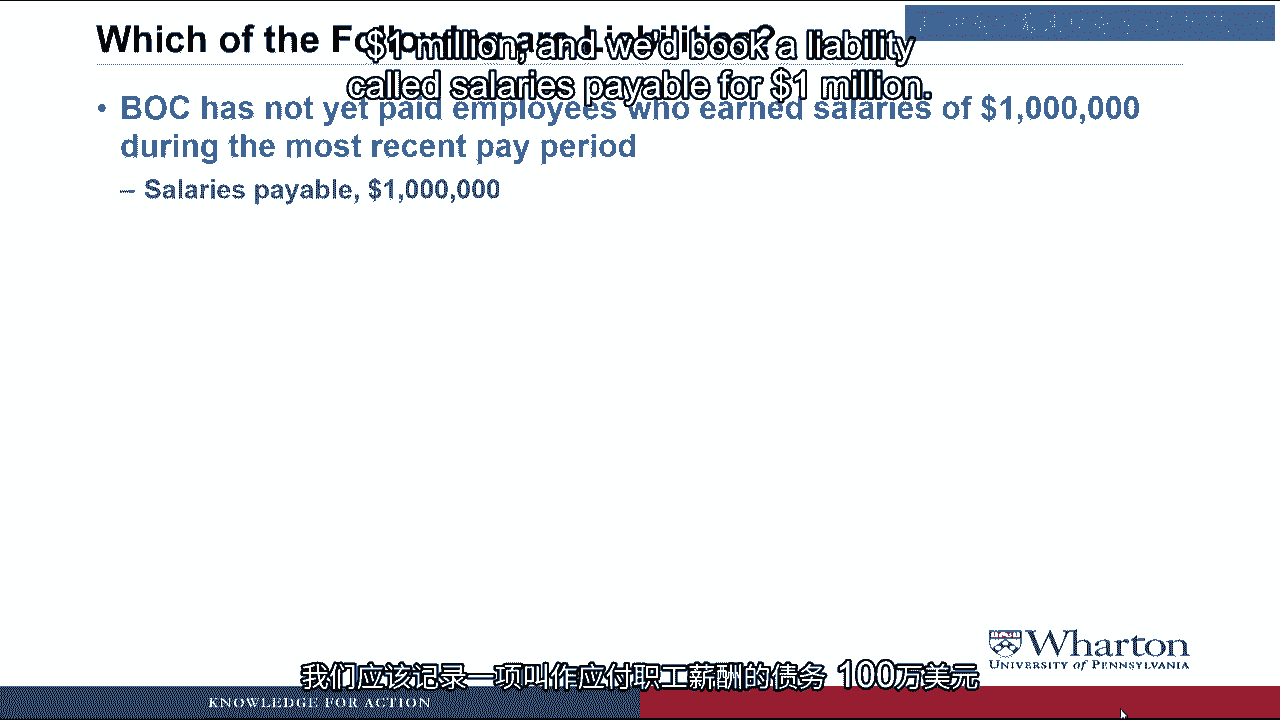 Which of the Following are Liabilities?
$1 million, and we'd book a liability
called salaries payable for $1 million.
• BOC has not yet paid employees who earned salaries of $1,000,000
during the most recent pay period
– Salaries payable, $1,000,000
Wharton
UNIVERSITY of PENNSYLVANIA
我们应该记录一项叫作应付职工薪酬的债务 100万美元
KNOWLEDGE FOR ACTION